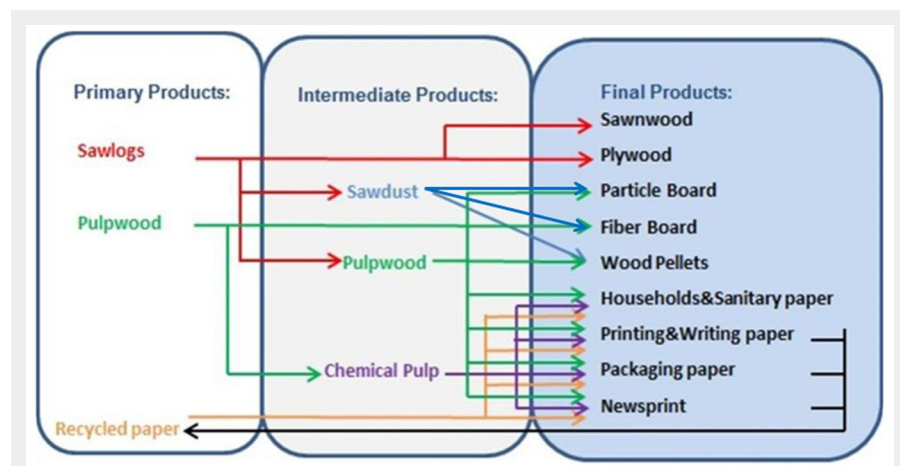 Primary Products:
Sawlogs
Pulpwood
Recycled paper
Intermediate Products:
Sawdust
Pulpwood
Chemical Pulp
Final Products:
Sawnwood
Plywood
Particle Board
Fiber Board
Wood Pellets
Households&Sanitary paper
Printing&Writing paper
Packaging paper
Newsprint